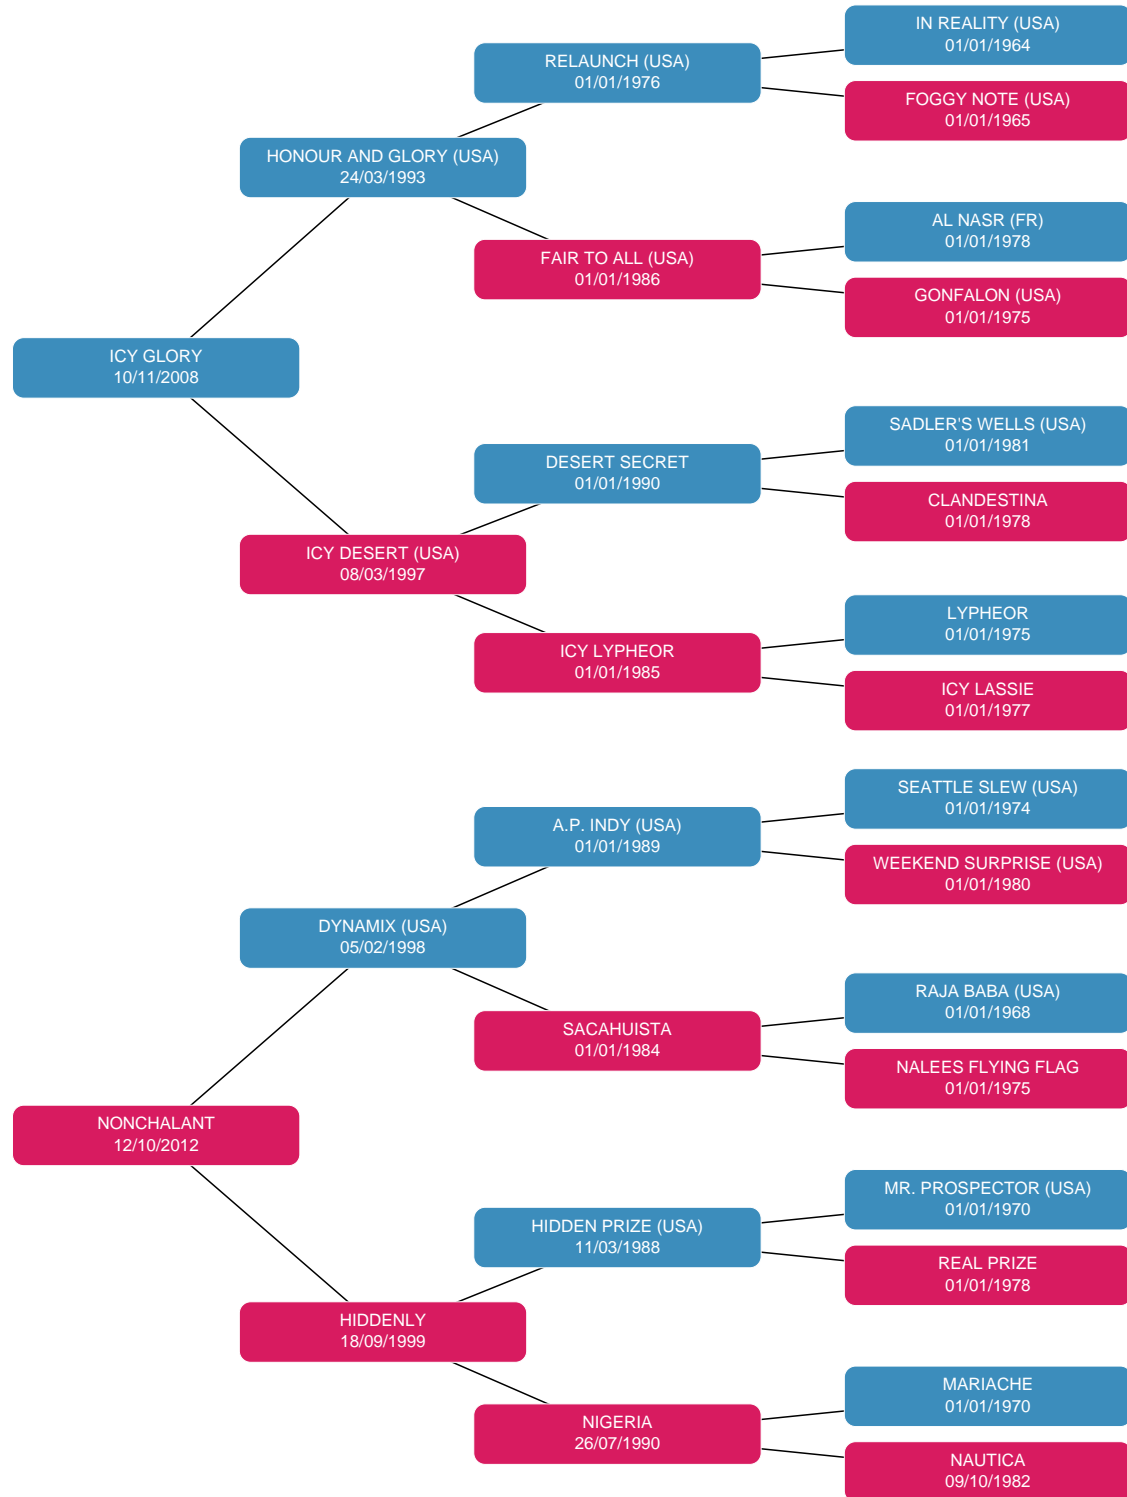 IN REALITY (USA)
01/01/1964
RELAUNCH (USA)
01/01/1976
FOGGY NOTE (USA)
01/01/1965
HONOUR AND GLORY (USA)
24/03/1993
AL NASR (FR)
01/01/1978
FAIR TO ALL (USA)
01/01/1986
GONFALON (USA)
01/01/1975
ICY GLORY
10/11/2008
SADLER'S WELLS (USA)
01/01/1981
DESERT SECRET
01/01/1990
CLANDESTINA
01/01/1978
ICY DESERT (USA)
08/03/1997
LYPHEOR
01/01/1975
ICY LYPHEOR
01/01/1985
ICY LASSIE
01/01/1977
SEATTLE SLEW (USA)
01/01/1974
A.P. INDY (USA)
01/01/1989
WEEKEND SURPRISE (USA)
01/01/1980
DYNAMIX (USA)
05/02/1998
RAJA BABA (USA)
01/01/1968
SACAHUISTA
01/01/1984
NALEES FLYING FLAG
01/01/1975
NONCHALANT
12/10/2012
MR. PROSPECTOR (USA)
01/01/1970
HIDDEN PRIZE (USA)
11/03/1988
REAL PRIZE
01/01/1978
HIDDENLY
18/09/1999
MARIACHE
01/01/1970
NIGERIA
26/07/1990
NAUTICA
09/10/1982